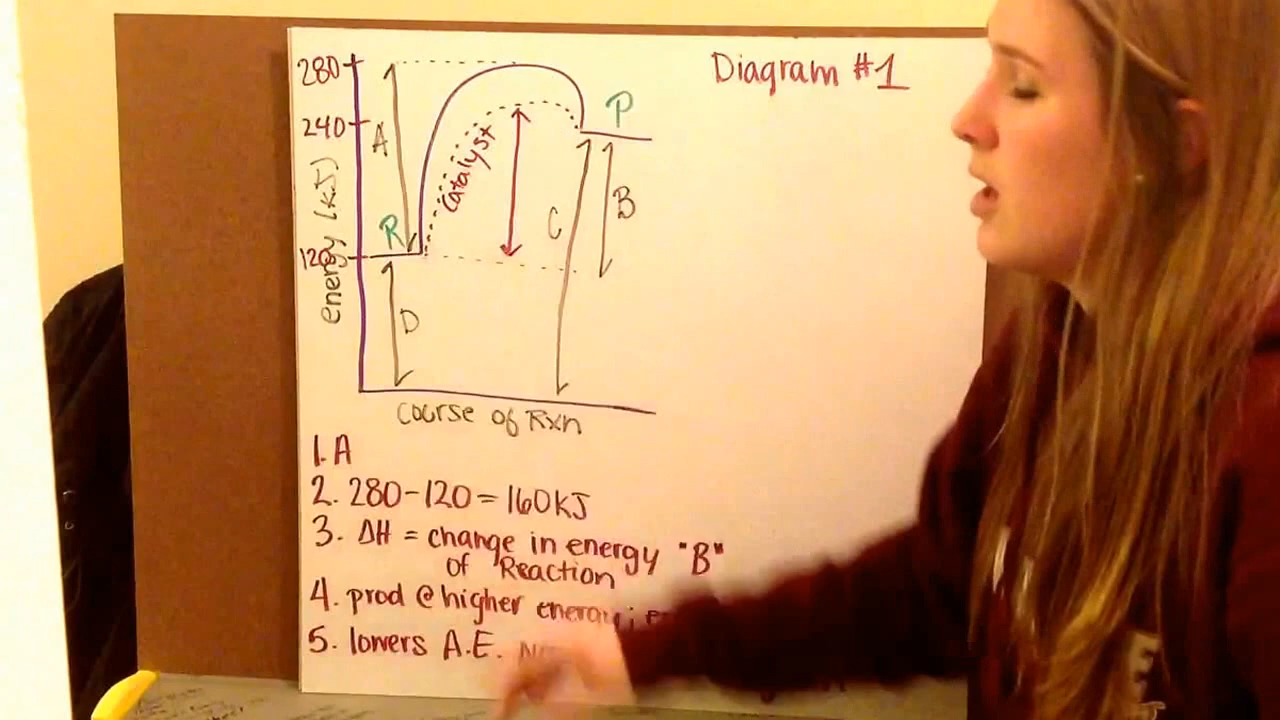 Diagram #1
280
240
120
energy (kJ)
A
R
D
catalyst
C
B
P
course of Rxn
1. A
2. 280-120 = 160kJ
3. ΔH = change in energy "B"
of Reaction
4. prod @ higher energy;
5. lowers A.E.
E